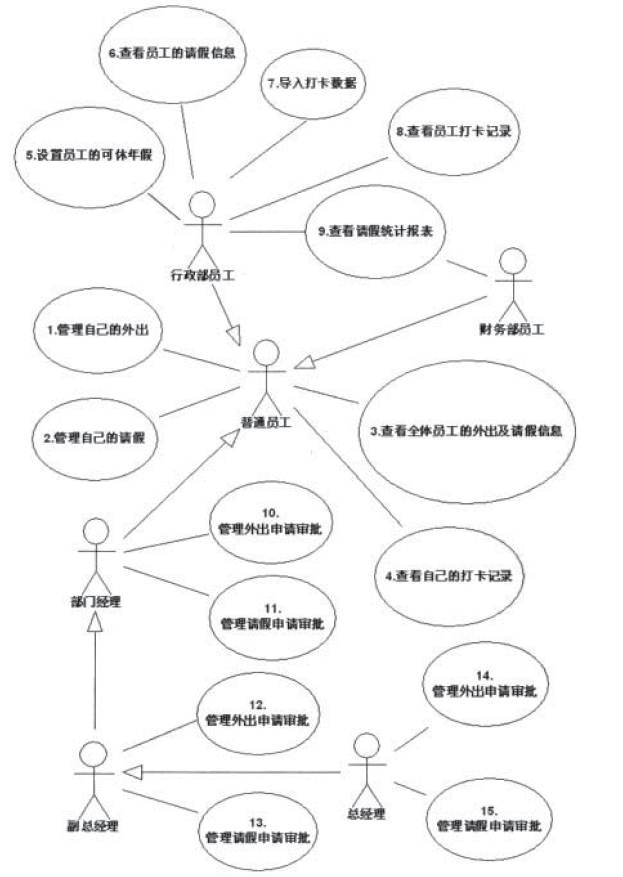 6.查看员工的请假信息
7.导入打卡数据
8.查看员工打卡记录
5.设置员工的可休年假
9.查看请假统计报表
行政部员工
财务部员工
1.管理自己的外出
普通员工
3.查看全体员工的外出及请假信息
2.管理自己的请假
10.
管理外出申请审批
4.查看自己的打卡记录
部门经理
11.
管理请假申请审批
14.
管理外出申请审批
12.
管理外出申请审批
总经理
15.
管理请假申请审批
副总经理
13.
管理请假申请审批